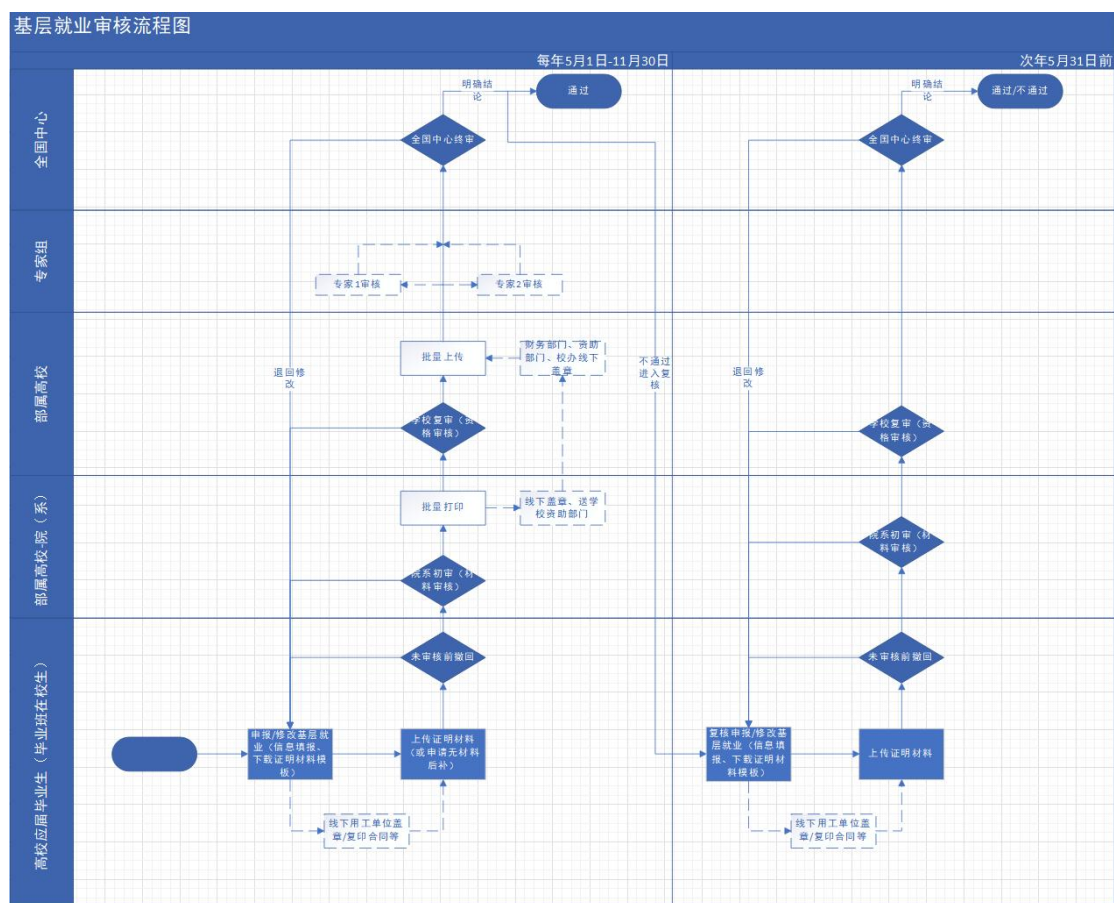 基层就业审核流程图
每年5月1日-11月30日
次年5月31日前
全国中心
明确结
论
通过
全国中心终审
明确结
论
通过/不通过
全国中心终审
专家组
专家1审核
专家2审核
部属高校
退回修
改
批量上传
财务部门、资助
部门、校办线下
盖章
不通过
进入复
核
退回修
改
学校复审（资
格审核）
学校复审（资
格审核）
部属高校-院（系）
批量打印
线下盖章、送学
校资助部门
院系初审（材
料审核）
院系初审（材
料审核）
高校应届毕业生（毕业班在校生）
未审核前撤回
未审核前撤回
申报/修改基层就
业（信息填报、
下载证明材料模
板）
上传证明材料
（或申请无材料
后补）
复核申报/修改基
层就业（信息填
报、下载证明材
料模板）
上传证明材料
线下用工单位盖
章/复印合同等
线下用工单位盖
章/复印合同等